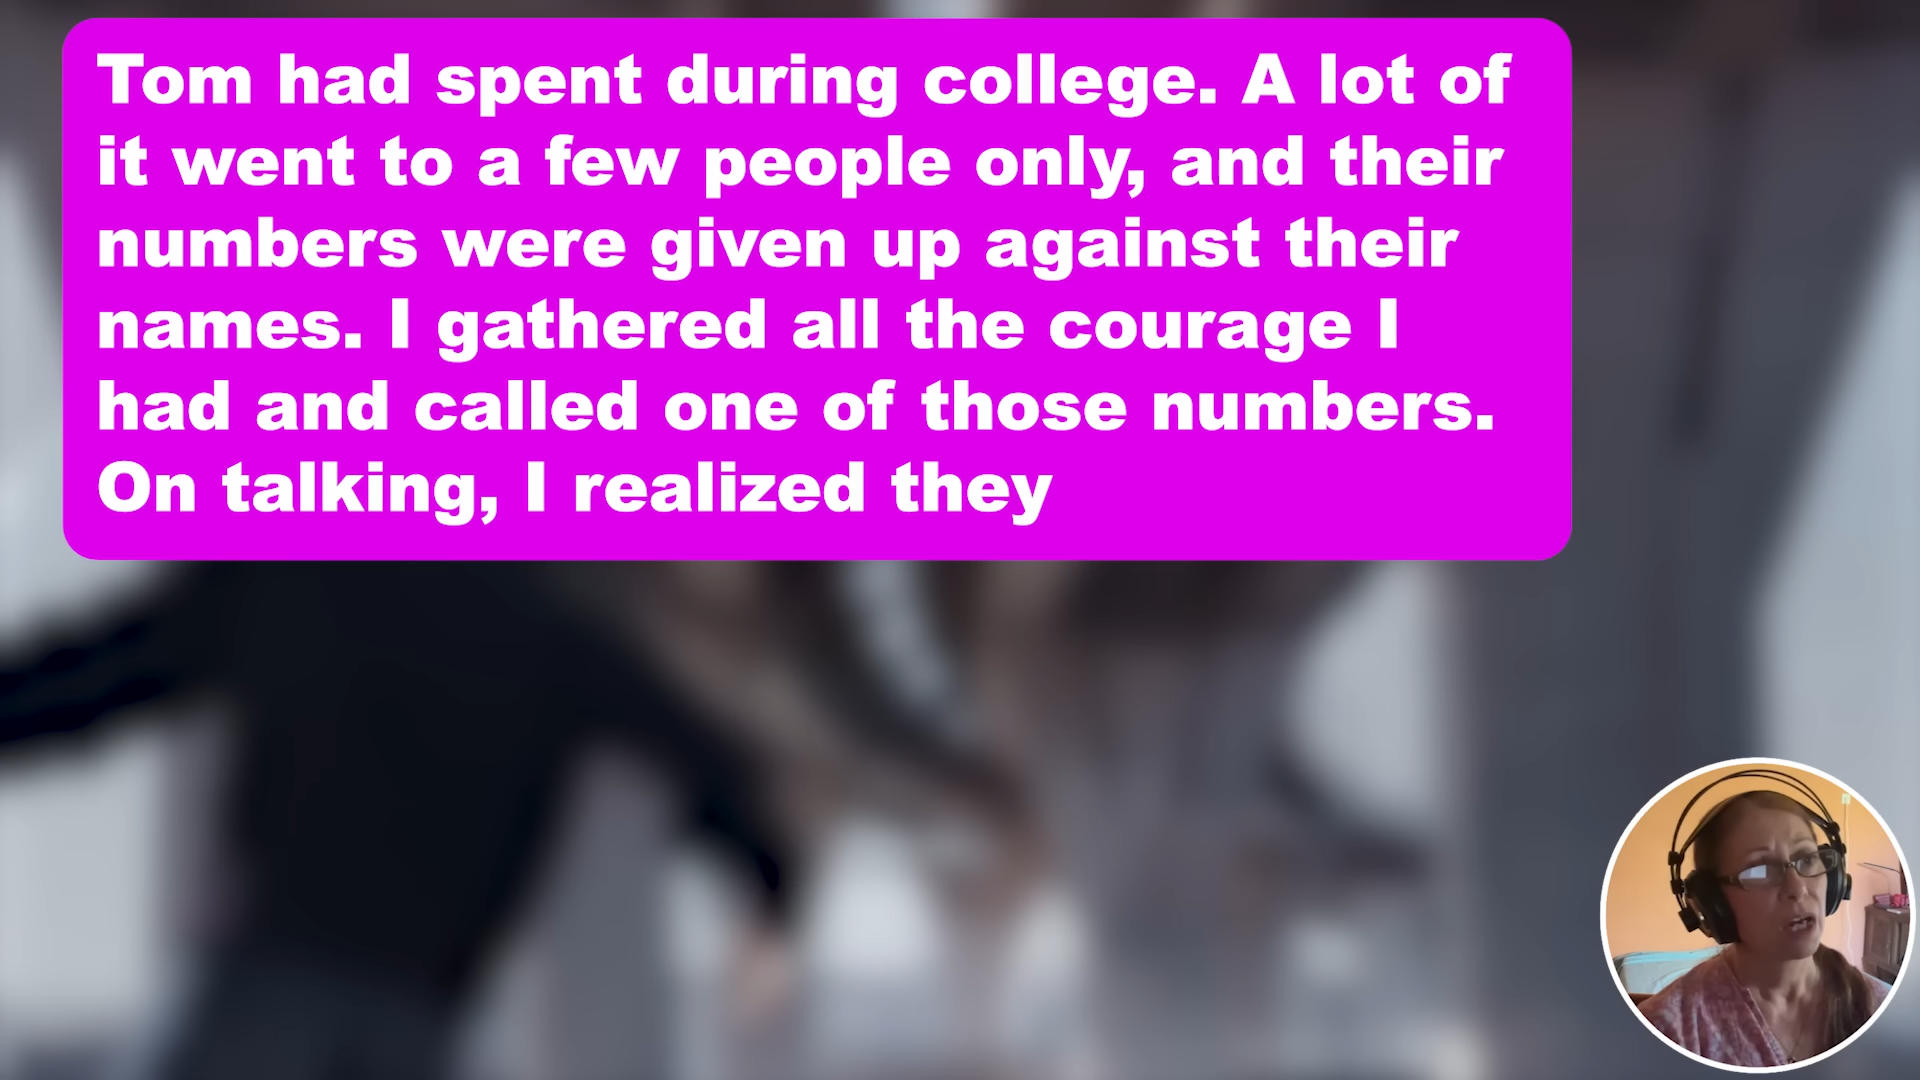 Tom had spent during college. A lot of
it went to a few people only, and their
numbers were given up against their
names. I gathered all the courage I
had and called one of those numbers.
On talking, I realized they